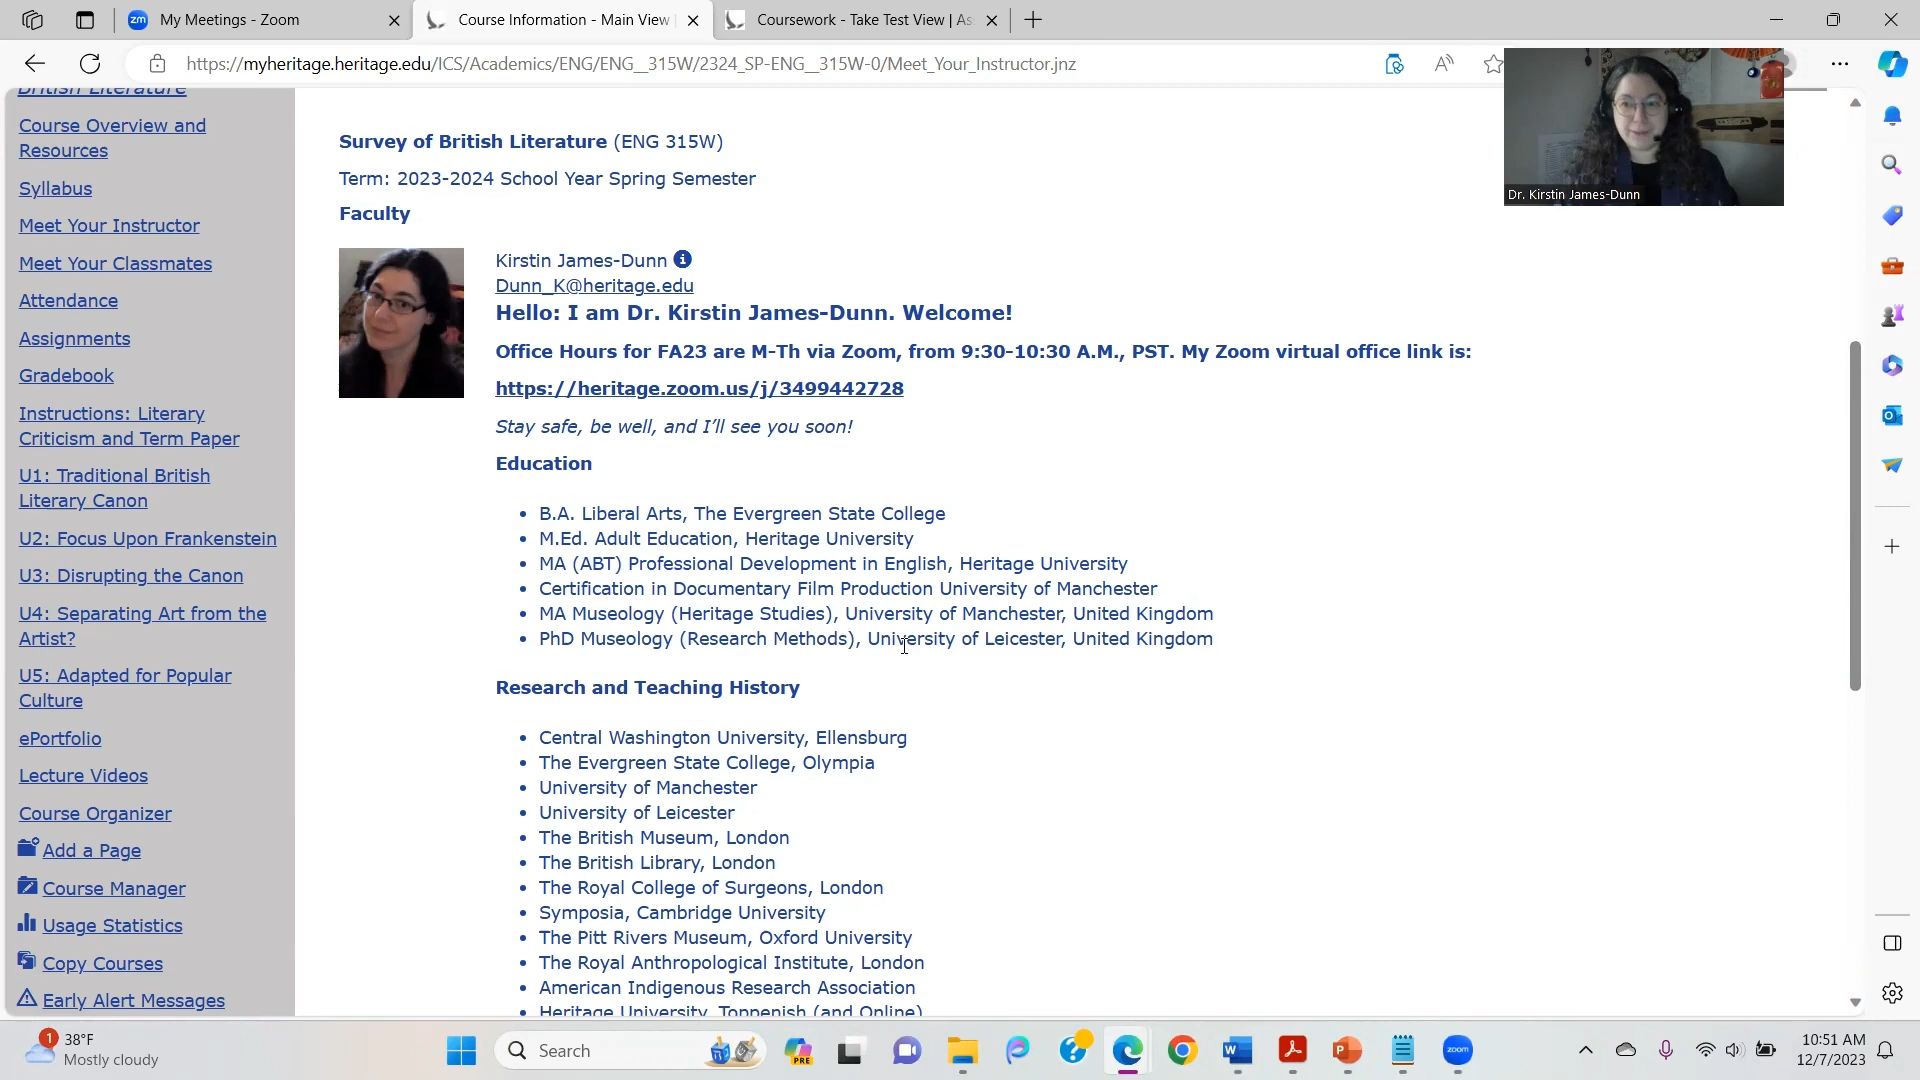 My Meetings - Zoom
Course Information - Main View
Coursework - Take Test View | As
https://myheritage.heritage.edu/ICS/Academics/ENG/ENG__315W/2324_SP-ENG__315W-0/Meet_Your_Instructor.jnz
British Literature
Course Overview and
Resources
Syllabus
Meet Your Instructor
Meet Your Classmates
Attendance
Assignments
Gradebook
Instructions: Literary
Criticism and Term Paper
U1: Traditional British
Literary Canon
U2: Focus Upon Frankenstein
U3: Disrupting the Canon
U4: Separating Art from the
Artist?
U5: Adapted for Popular
Culture
ePortfolio
Lecture Videos
Course Organizer
Add a Page
Course Manager
Usage Statistics
Copy Courses
Early Alert Messages
Survey of British Literature (ENG 315W)
Term: 2023-2024 School Year Spring Semester
Faculty
Kirstin James-Dunn
Dunn_K@heritage.edu
Hello: I am Dr. Kirstin James-Dunn. Welcome!
Office Hours for FA23 are M-Th via Zoom, from 9:30-10:30 A.M., PST. My Zoom virtual office link is:
https://heritage.zoom.us/j/3499442728
Stay safe, be well, and I'll see you soon!
Education
• B.A. Liberal Arts, The Evergreen State College
• M.Ed. Adult Education, Heritage University
• MA (ABT) Professional Development in English, Heritage University
• Certification in Documentary Film Production University of Manchester
• MA Museology (Heritage Studies), University of Manchester, United Kingdom
• PhD Museology (Research Methods), University of Leicester, United Kingdom
Research and Teaching History
• Central Washington University, Ellensburg
• The Evergreen State College, Olympia
• University of Manchester
• University of Leicester
• The British Museum, London
• The British Library, London
• The Royal College of Surgeons, London
• Symposia, Cambridge University
• The Pitt Rivers Museum, Oxford University
• The Royal Anthropological Institute, London
• American Indigenous Research Association
• Heritage University, Toppenish (and Online)
Dr. Kirstin James-Dunn
1
38°F
Mostly cloudy
Search
PRE
zoom
10:51 AM
12/7/2023